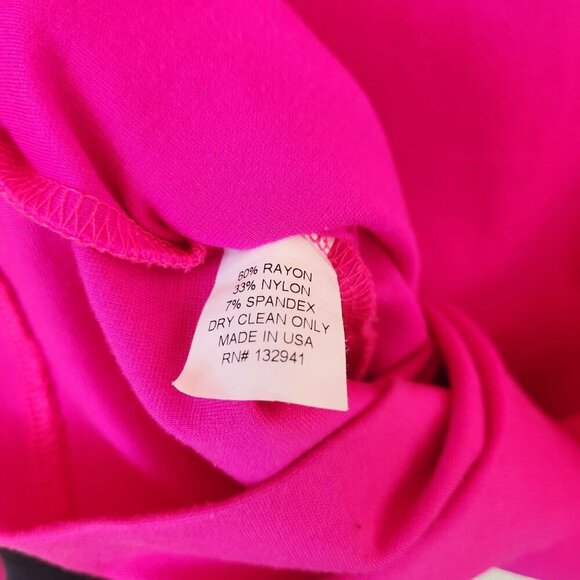 60% RAYON
33% NYLON
7% SPANDEX
DRY CLEAN ONLY
MADE IN USA
RN# 132941